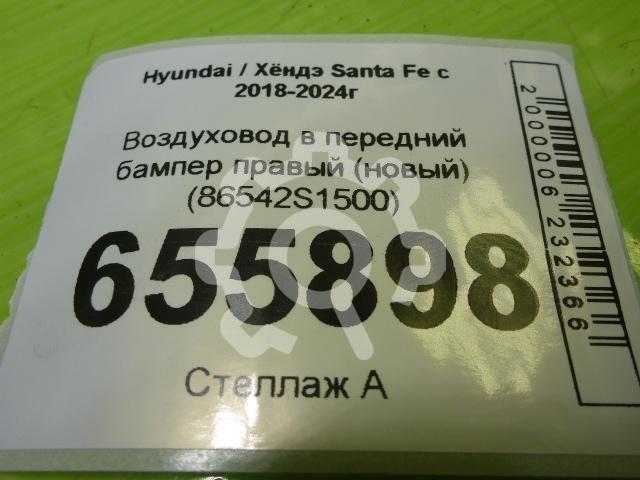 Hyundai / Хёндэ Santa Fe с
2018-2024г
Воздуховод в передний
бампер правый (новый)
(86542S1500)
655898
Стеллаж А
2000006232366